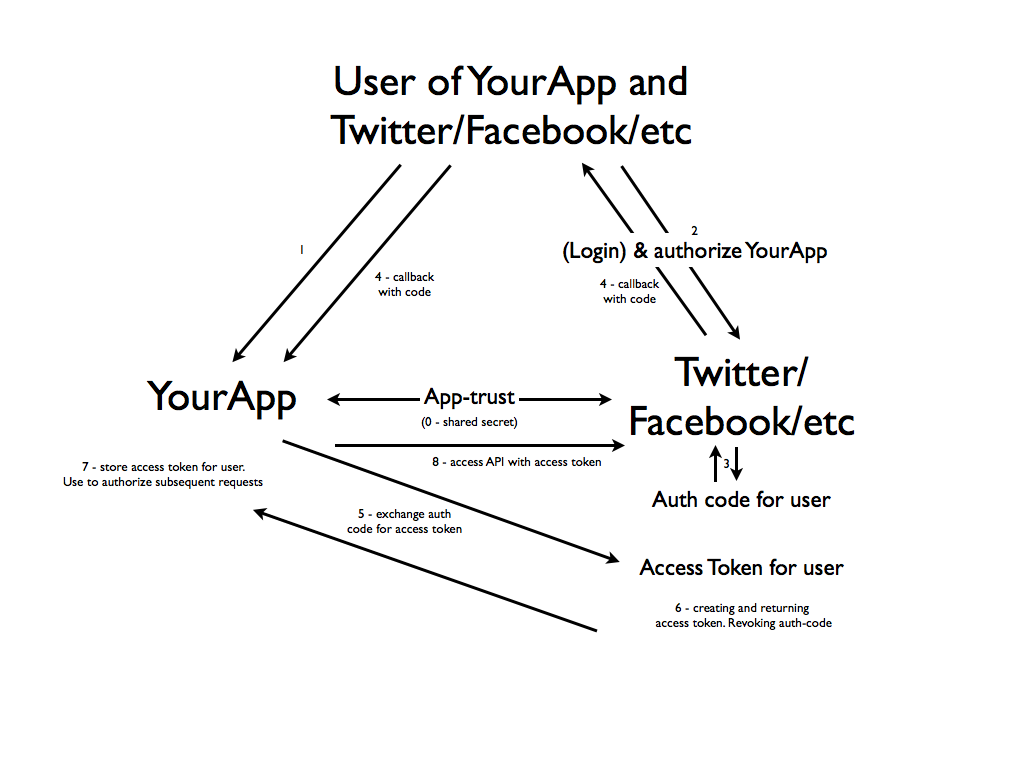 User of YourApp and
Twitter/Facebook/etc
1
2
(Login) & authorize YourApp
4 - callback
with code
4 - callback
with code
YourApp
App-trust
(0 - shared secret)
Twitter/
Facebook/etc
8 - access API with access token
3
7 - store access token for user.
Use to authorize subsequent requests
Auth code for user
5 - exchange auth
code for access token
Access Token for user
6 - creating and returning
access token. Revoking auth-code